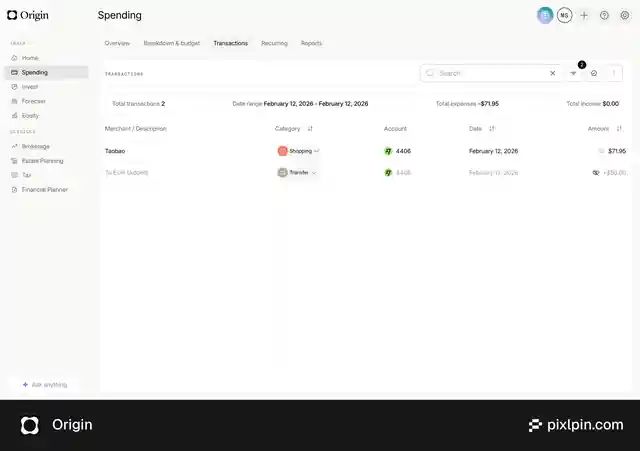 Origin
Spending
MG
TRACK
Home
Spending
Invest
Forecast
Equity
Brokerage
Estate Planning
Tax
Financial Planner
Ask anything
Overview
Breakdown & budget
Transactions
Recurring
Reports
TRANSACTIONS
Search
2
Total transactions 2
Date range February 12, 2026 - February 12, 2026
Total expenses -$71.95
Total income $0.00
Merchant / Description
Category
Account
Date
Amount
Taobao
Shopping
4406
February 12, 2026
$71.95
Transfer
February 12, 2026
Origin
pixlpin.com